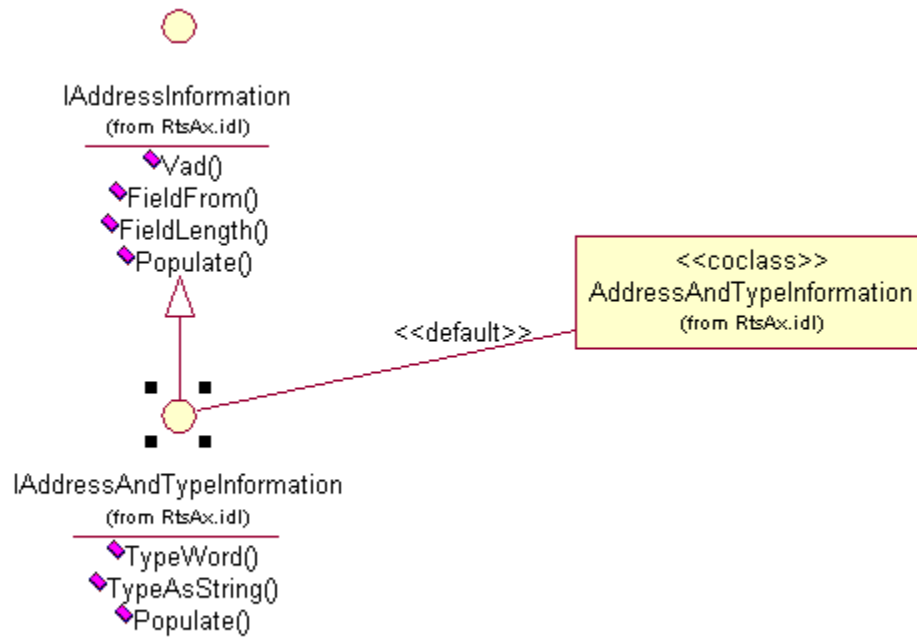 IAddressInformation
(from RtsAx.idl)
Vad()
FieldFrom()
FieldLength()
Populate()
<<coclass>>
AddressAndTypeInformation
(from RtsAx.idl)
<<default>>
IAddressAndTypeInformation
(from RtsAx.idl)
TypeWord()
TypeAsString()
Populate()